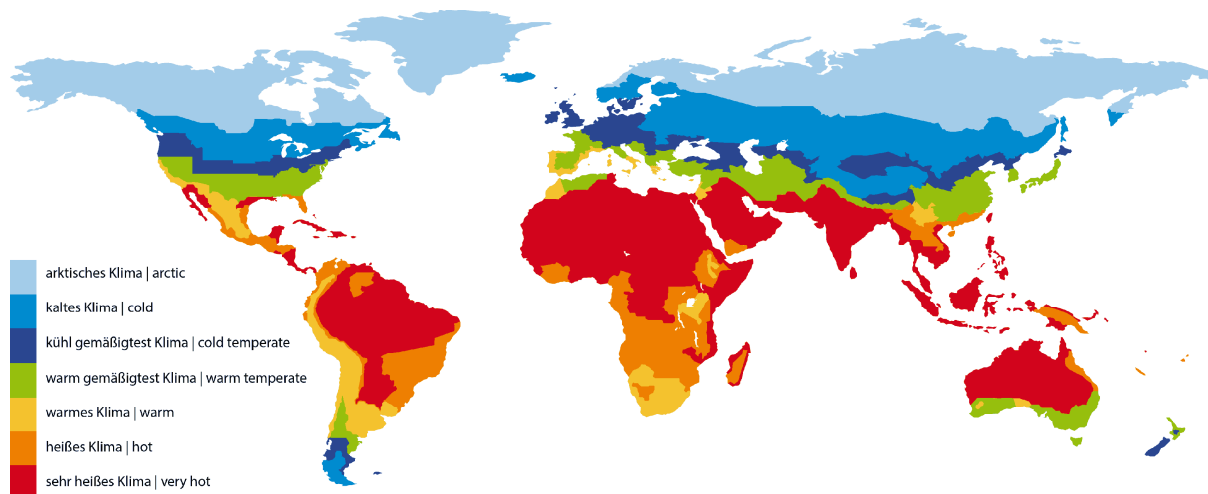 arktisches Klima | arctic
kaltes Klima | cold
kühl gemäßigtest Klima | cold temperate
warm gemäßigtest Klima | warm temperate
warmes Klima | warm
heißes Klima | hot
sehr heißes Klima | very hot